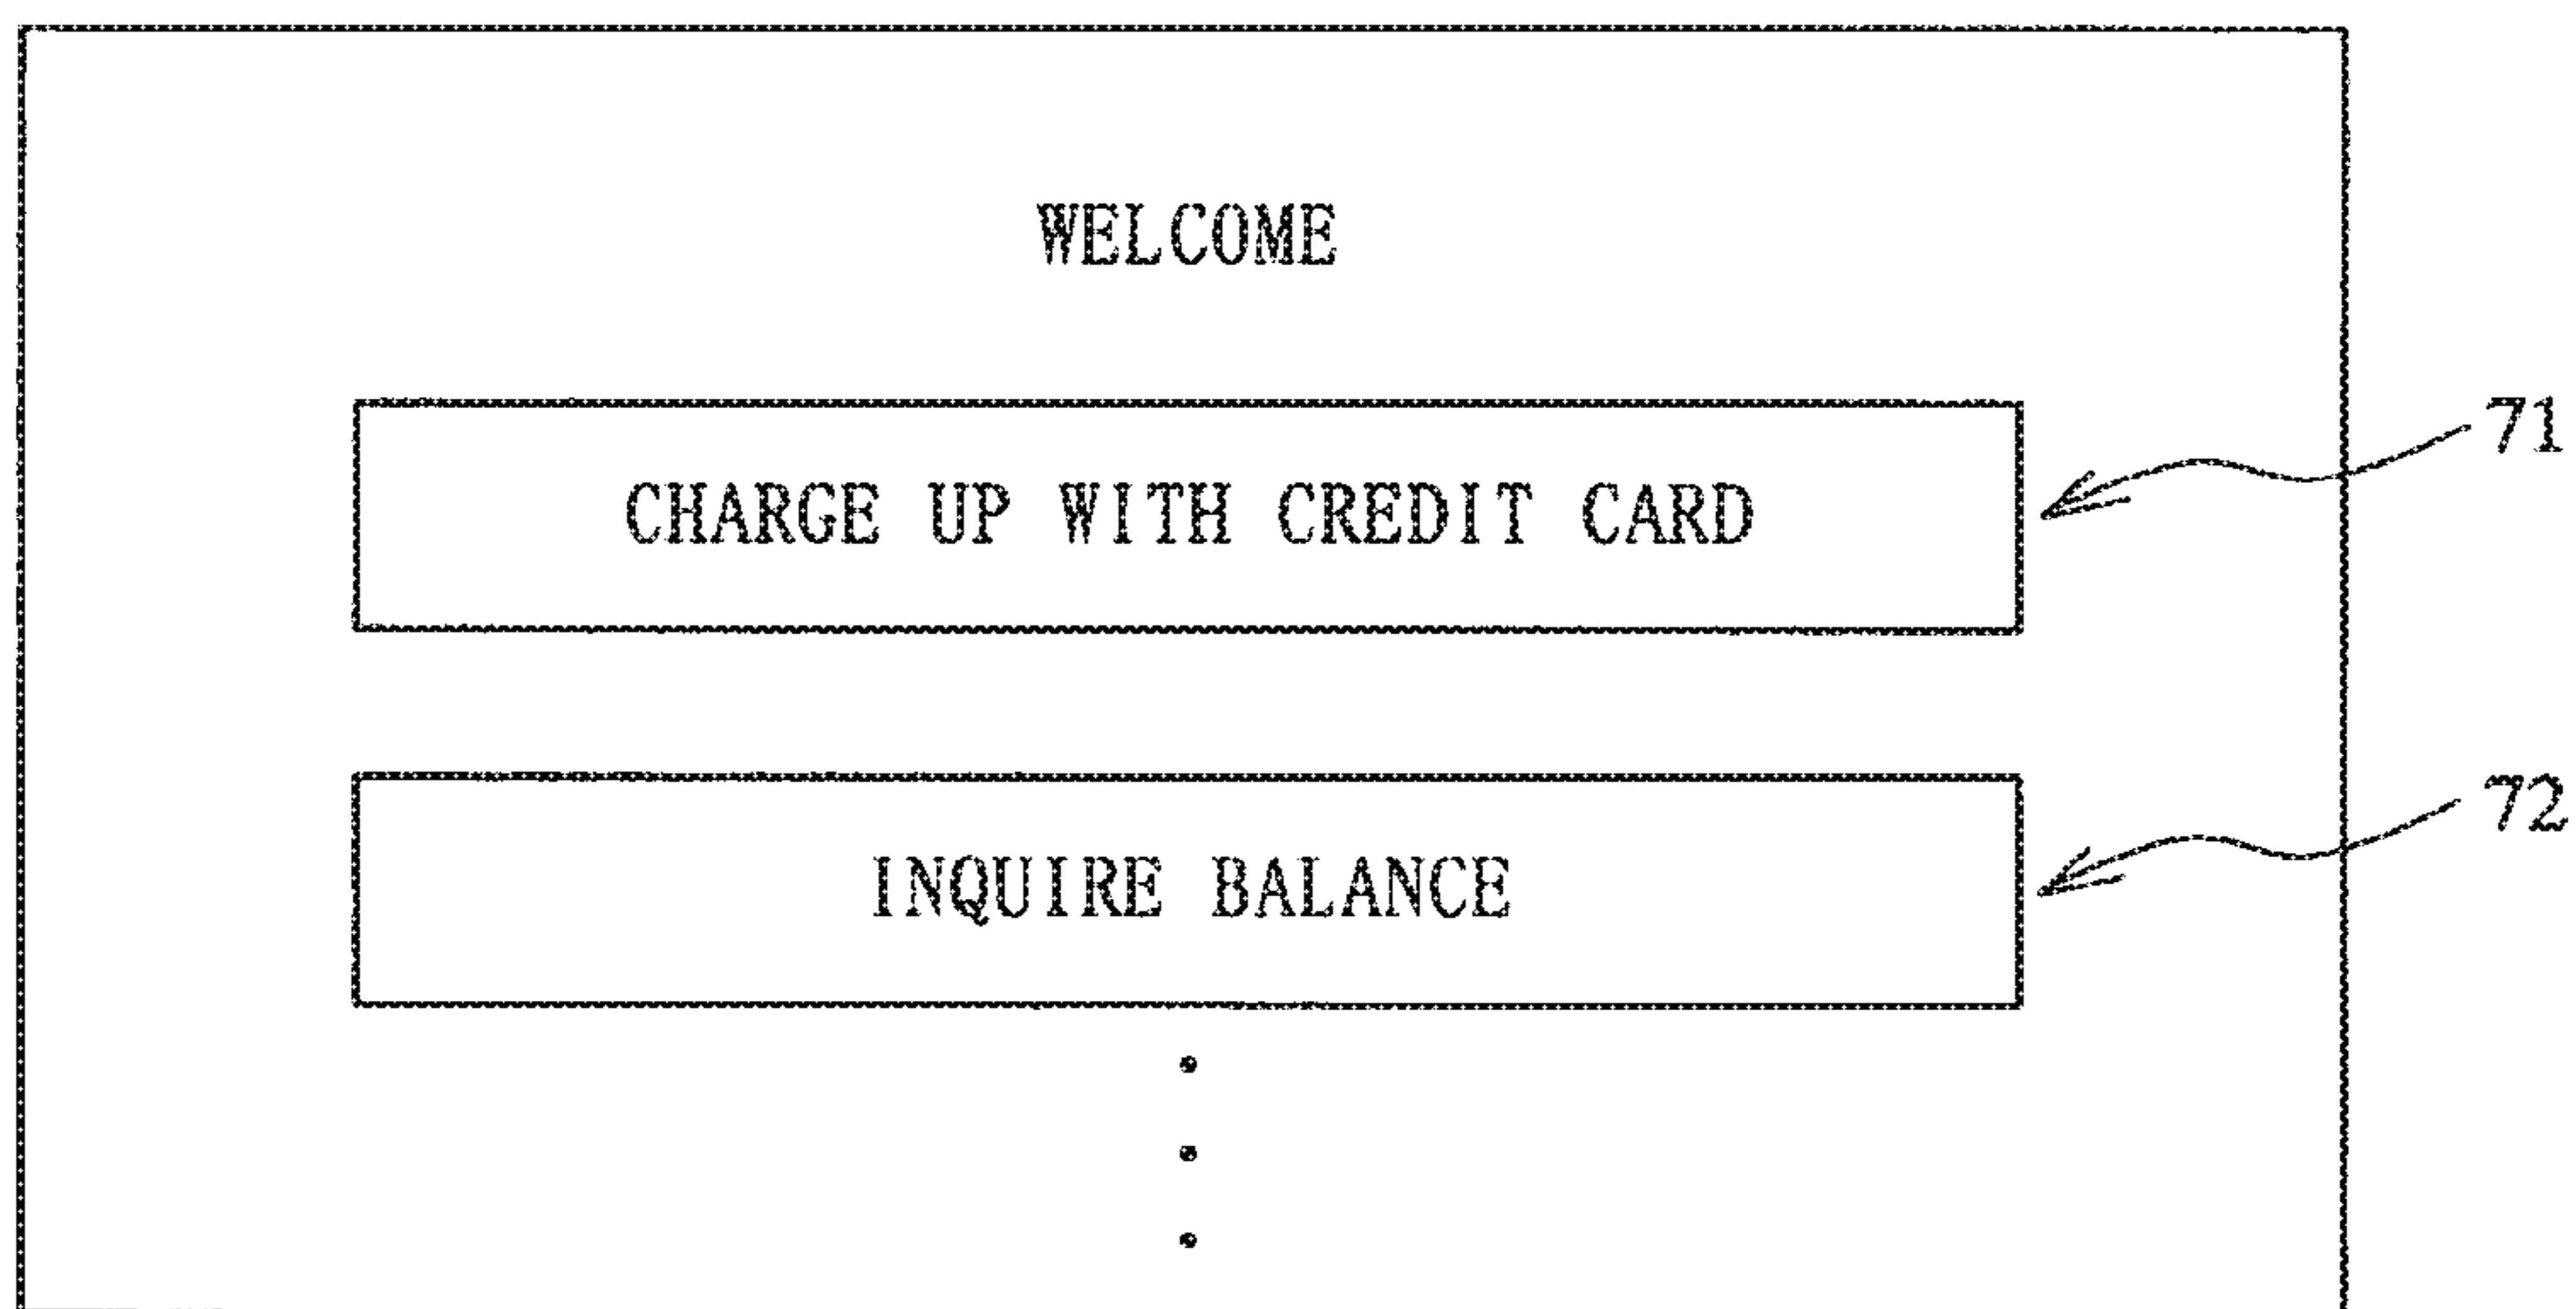 WELCOME
CHARGE UP WITH CREDIT CARD
71
INQUIRE BALANCE
72